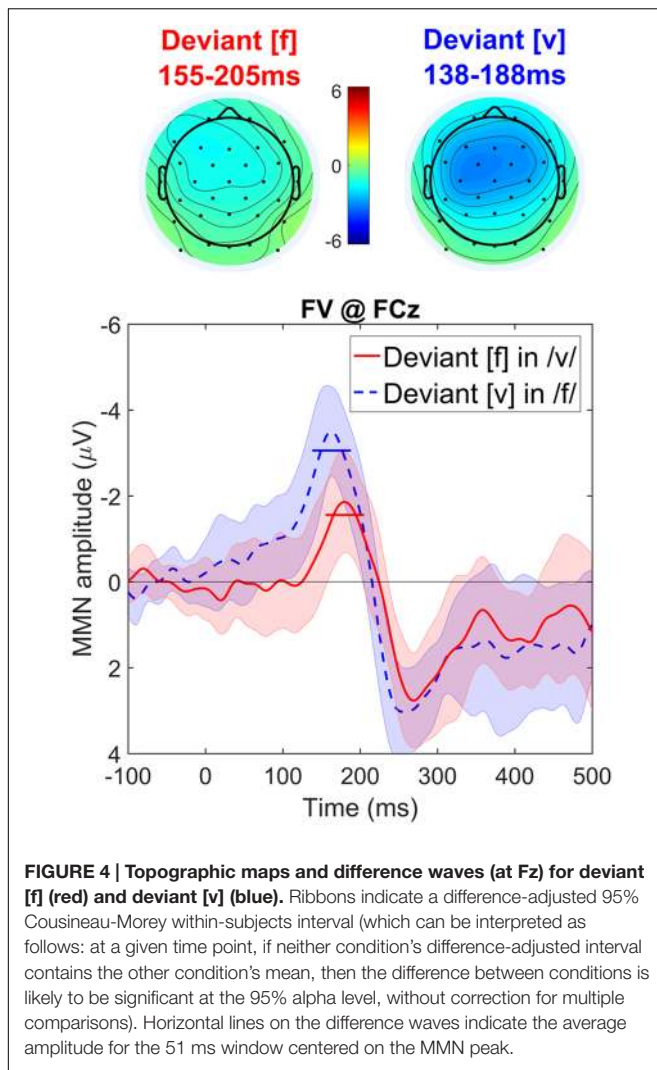 Deviant [f] Deviant [v]
155-205ms 138-188ms
6
0
-6
FV @ FCz
-6
-4
-2
0
2
4
MMN amplitude (μV)
Deviant [f] in /v/
Deviant [v] in /f/
-100 0 100 200 300 400 500
Time (ms)
FIGURE 4 | Topographic maps and difference waves (at Fz) for deviant
[f] (red) and deviant [v] (blue). Ribbons indicate a difference-adjusted 95%
Cousineau-Morey within-subjects interval (which can be interpreted as
follows: at a given time point, if neither condition's difference-adjusted interval
contains the other condition's mean, then the difference between conditions is
likely to be significant at the 95% alpha level, without correction for multiple
comparisons). Horizontal lines on the difference waves indicate the average
amplitude for the 51 ms window centered on the MMN peak.